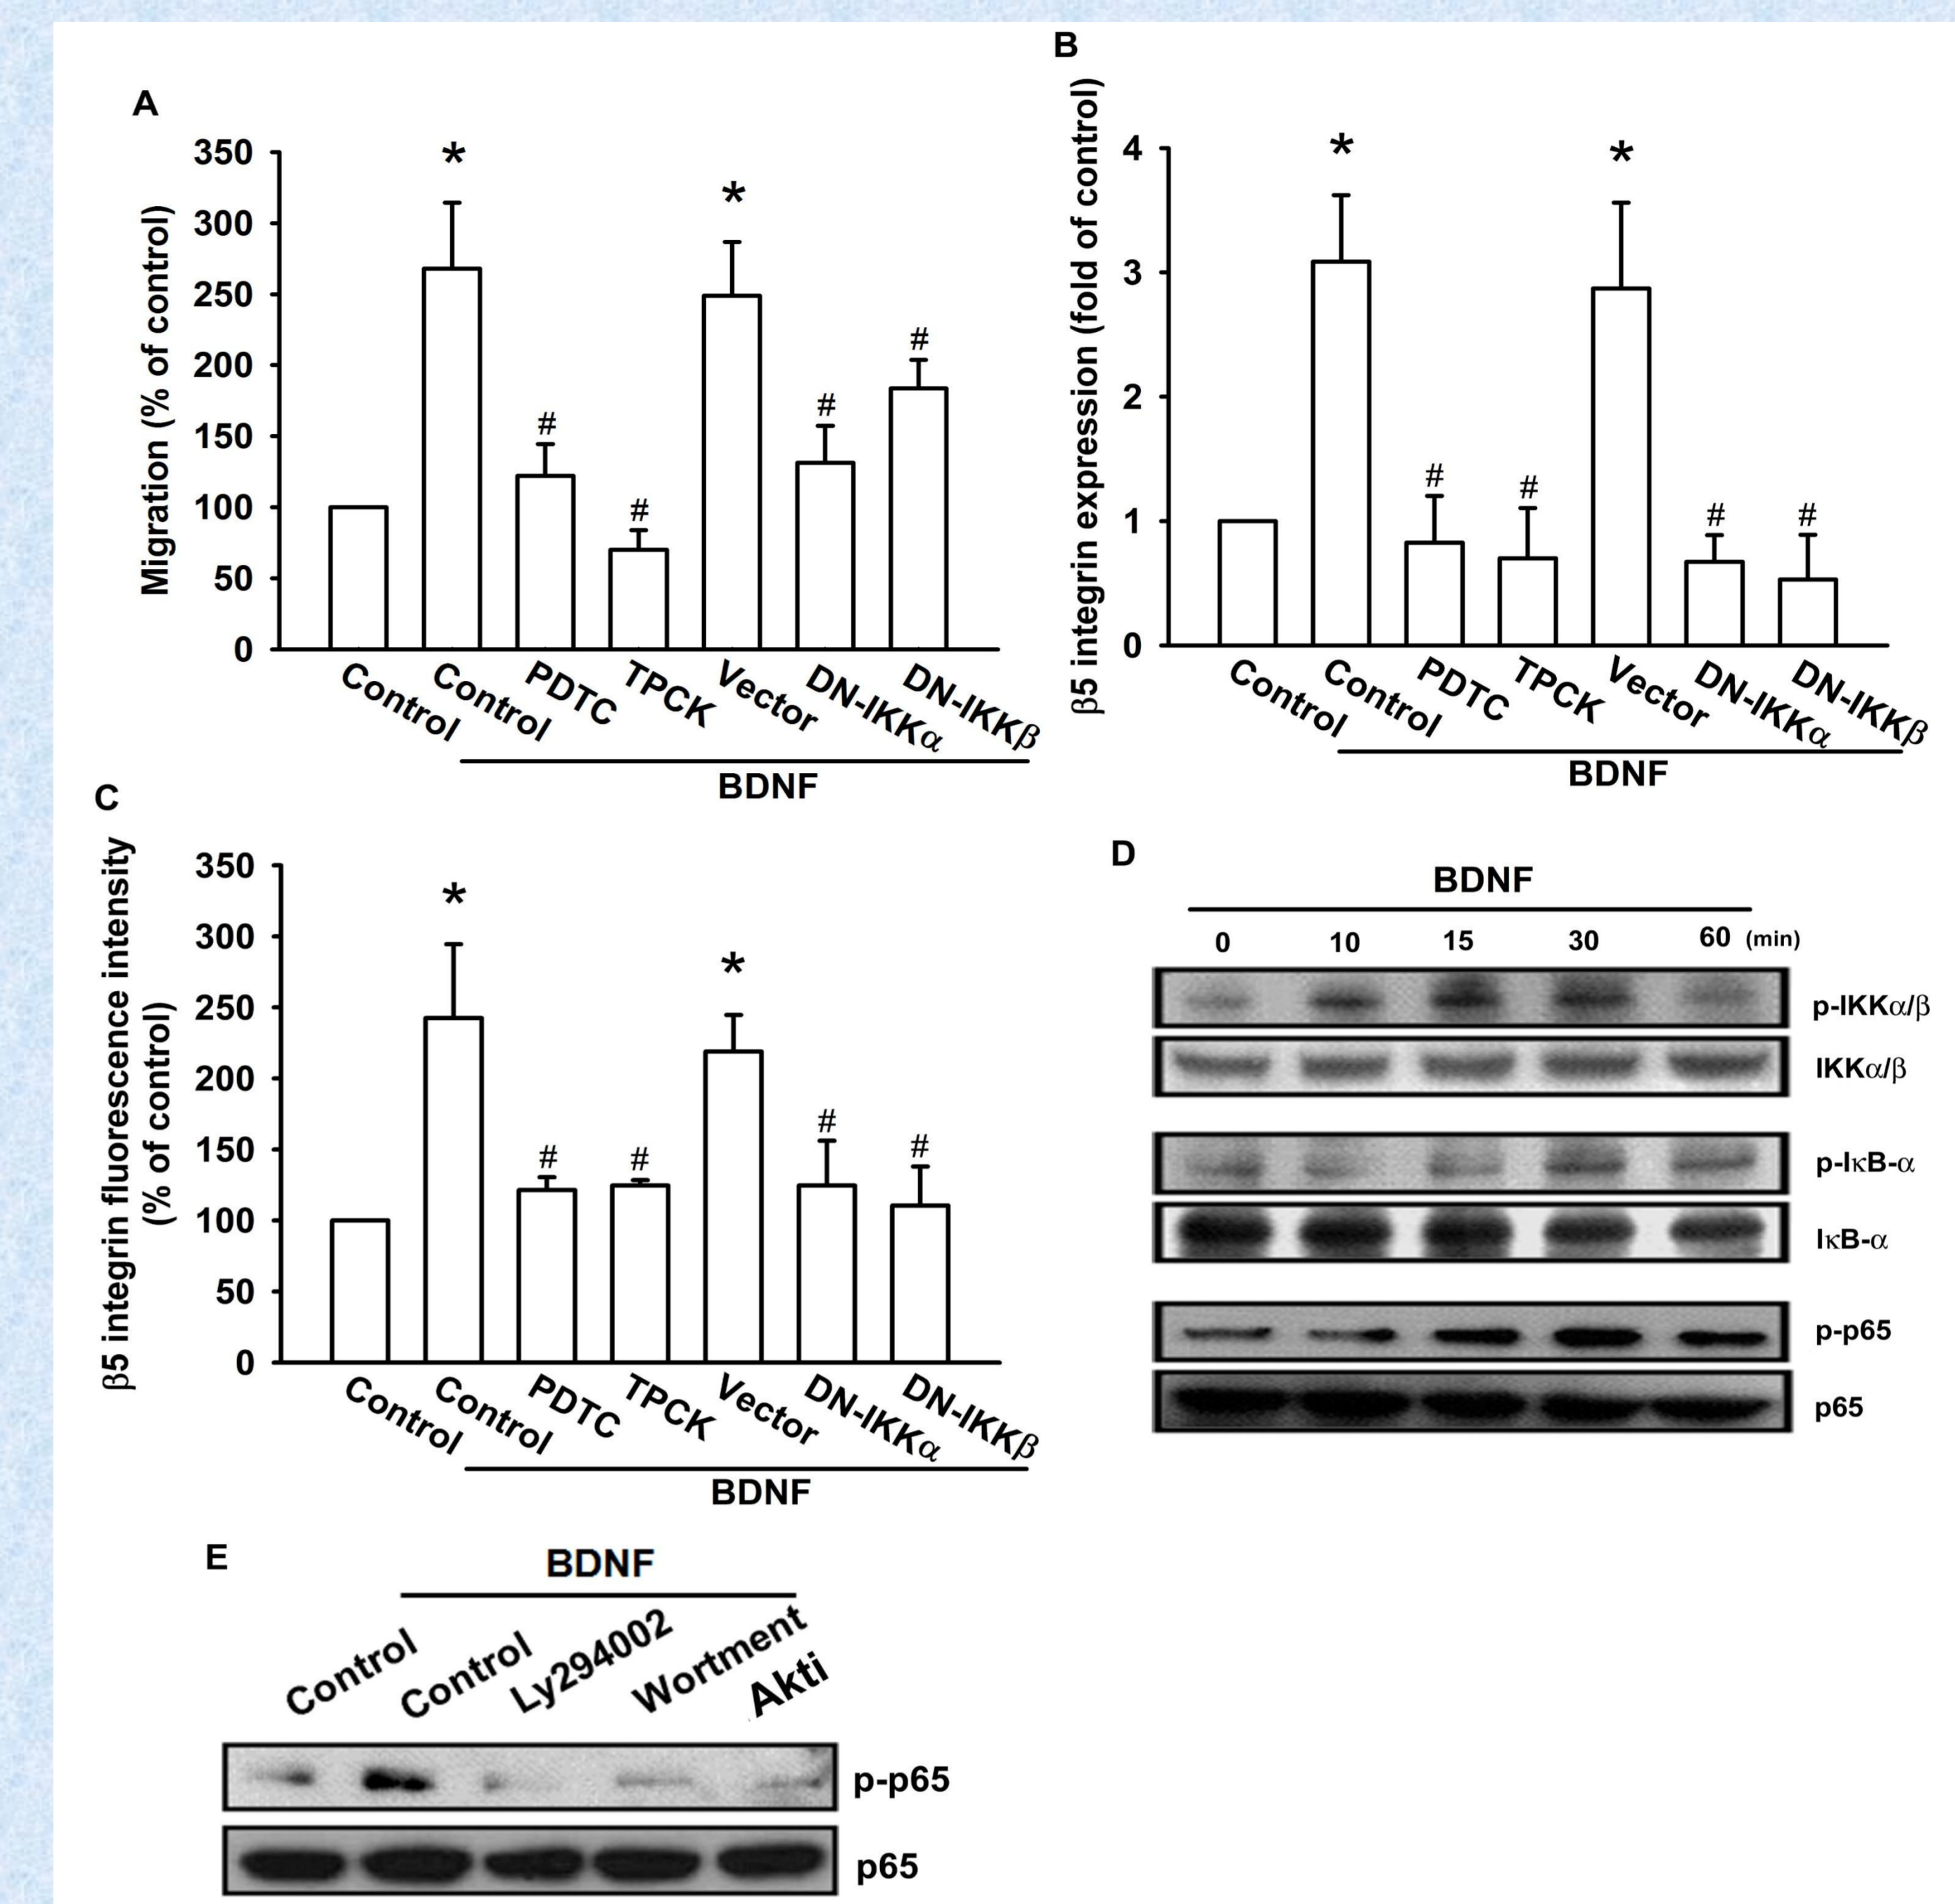 A
Migration (% of control)
350
300
250
200
150
100
50
0
*
#
#
*
#
#
Control
Control
PDTC
TPCK
Vector
DN-IKKα
DN-IKKβ
BDNF
B
β5 integrin expression (fold of control)
4
3
2
1
0
*
#
#
*
#
#
Control
Control
PDTC
TPCK
Vector
DN-IKKα
DN-IKKβ
BDNF
C
β5 integrin fluorescence intensity
(% of control)
350
300
250
200
150
100
50
0
*
#
#
*
#
#
Control
Control
PDTC
TPCK
Vector
DN-IKKα
DN-IKKβ
BDNF
D
BDNF
0 10 15 30 60 (min)
p-IKKα/β
IKKα/β
p-IκB-α
IκB-α
p-p65
p65
E
BDNF
Control
Control
Ly294002
Wortment
Akti
p-p65
p65